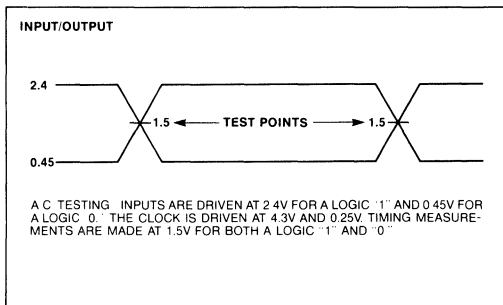 INPUT/OUTPUT
2.4
1.5 TEST POINTS 1.5
0.45
A C TESTING INPUTS ARE DRIVEN AT 2 4V FOR A LOGIC "1" AND 0 45V FOR
A LOGIC 0. THE CLOCK IS DRIVEN AT 4.3V AND 0.25V. TIMING MEASURE-
MENTS ARE MADE AT 1.5V FOR BOTH A LOGIC "1" AND "0"